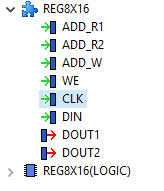 REG8X16
ADD_R1
ADD_R2
ADD_W
WE
CLK
DIN
DOUT1
DOUT2
REG8X16(LOGIC)